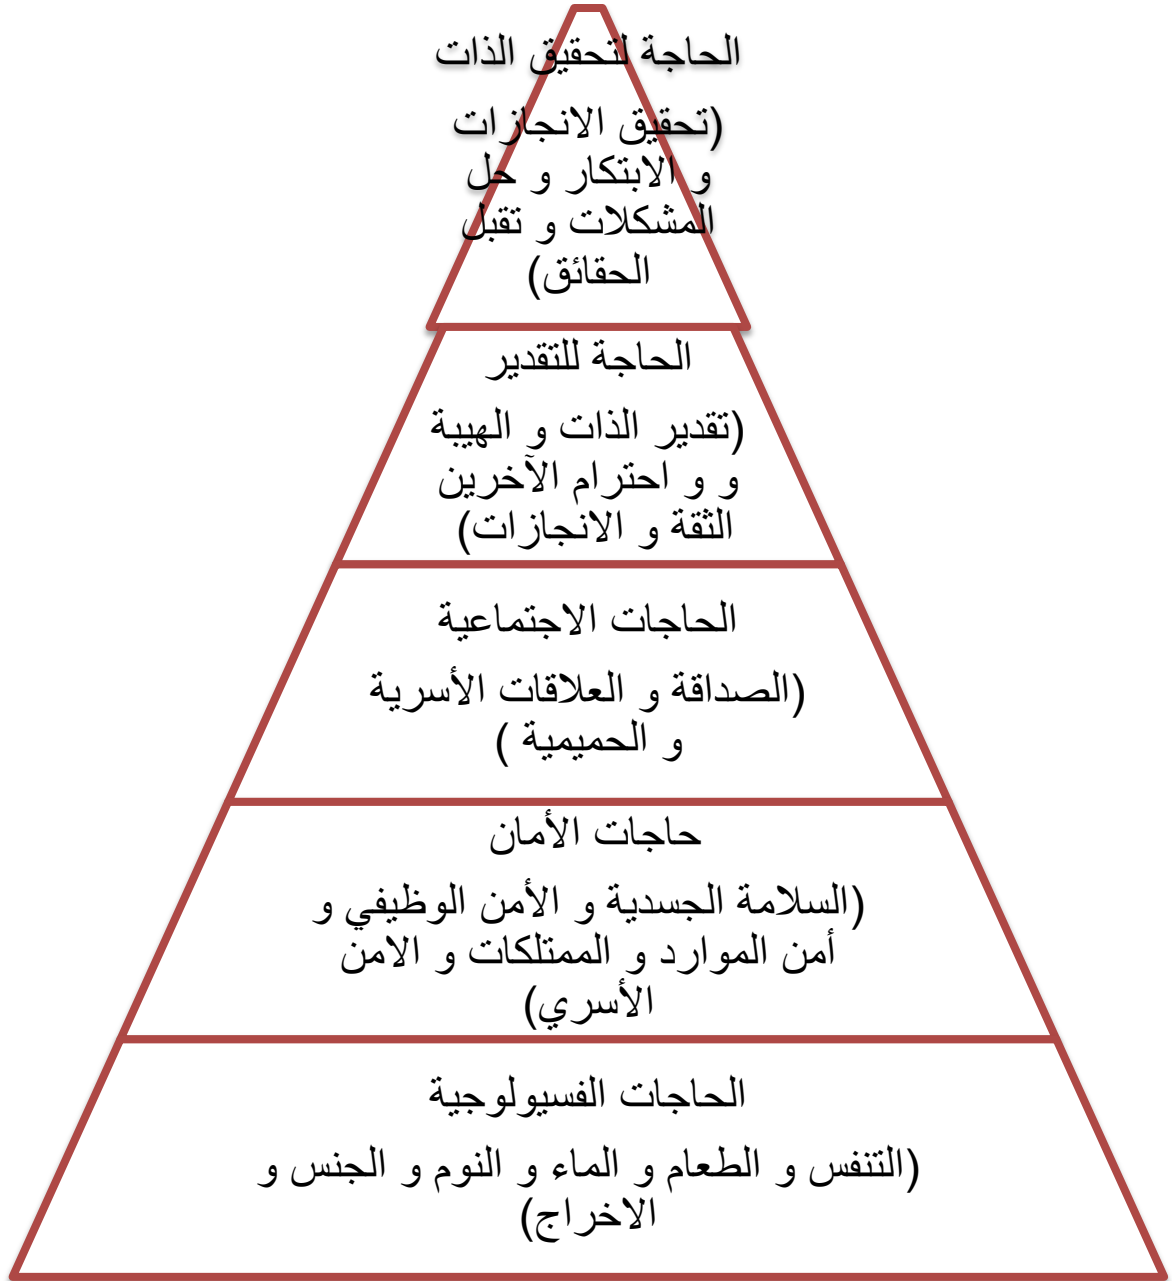 الحاجة لتحقيق الذات
(تحقيق الانجازات
و الابتكار و حل
المشكلات و تقبل
الحقائق)
الحاجة للتقدير
(تقدير الذات و الهيبة
و و احترام الآخرين
الثقة و الانجازات)
الحاجات الاجتماعية
(الصداقة و العلاقات الأسرية
و الحميمية )
حاجات الأمان
(السلامة الجسدية و الأمن الوظيفي و
أمن الموارد و الممتلكات و الامن
الأسري)
الحاجات الفسيولوجية
(التنفس و الطعام و الماء و النوم و الجنس و
الاخراج)